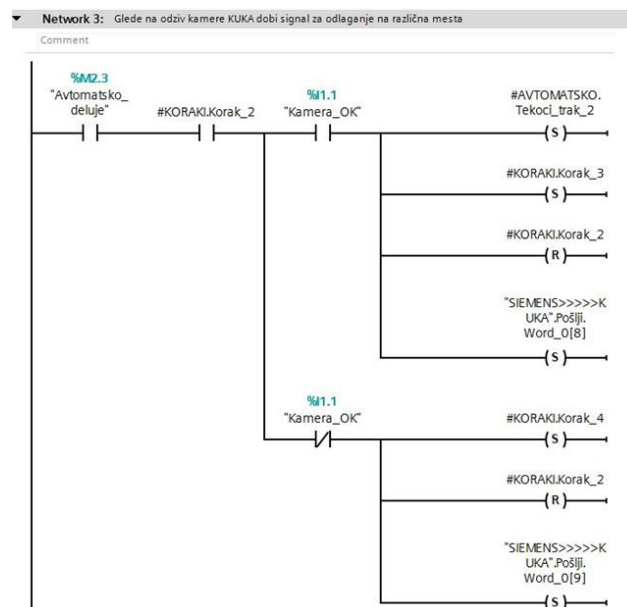 Network 3: Glede na odziv kamere KUKA dobi signal za odlaganje na različna mesta
Comment
%M2.3
"Avtomatsko_
deluje"
#KORAKI.Korak_2
%I1.1
"Kamera_OK"
#AVTOMATSKO.
Tekoci_trak_2
S
#KORAKI.Korak_3
S
#KORAKI.Korak_2
R
"SIEMENS>>>>>K
UKA".Pošlji.
Word_0[8]
S
%I1.1
"Kamera_OK"
#KORAKI.Korak_4
S
#KORAKI.Korak_2
R
"SIEMENS>>>>>K
UKA".Pošlji.
Word_0[9]
S